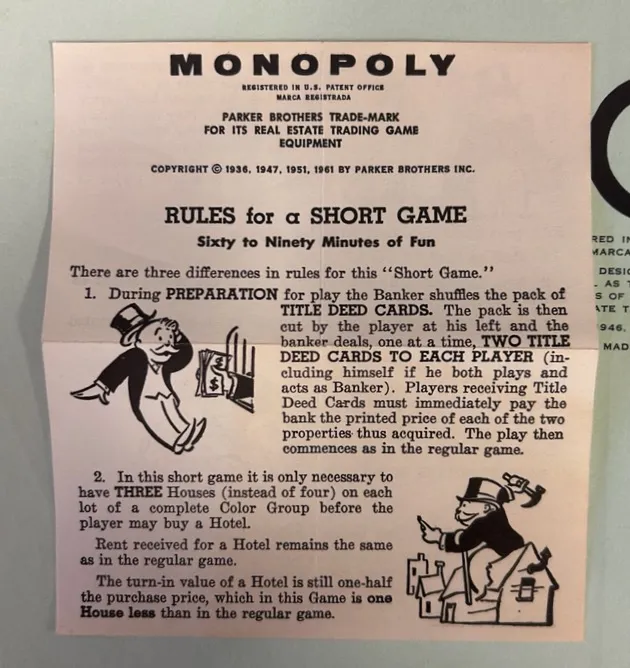 MONOPOLY
REGISTERED IN U.S. PATENT OFFICE
MARCA REGISTRADA
PARKER BROTHERS TRADE-MARK
FOR ITS REAL ESTATE TRADING GAME
EQUIPMENT
COPYRIGHT © 1936, 1947, 1951, 1961 BY PARKER BROTHERS INC.
RULES for a SHORT GAME
Sixty to Ninety Minutes of Fun
There are three differences in rules for this "Short Game."
1. During PREPARATION for play the Banker shuffles the pack of
TITLE DEED CARDS. The pack is then
cut by the player at his left and the
banker deals, one at a time, TWO TITLE
DEED CARDS TO EACH PLAYER (in-
cluding himself if he both plays and
acts as Banker). Players receiving Title
Deed Cards must immediately pay the
bank the printed price of each of the two
properties thus acquired. The play then
commences as in the regular game.
$
$
2. In this short game it is only necessary to
have THREE Houses (instead of four) on each
lot of a complete Color Group before the
player may buy a Hotel.
Rent received for a Hotel remains the same
as in the regular game.
The turn-in value of a Hotel is still one-half
the purchase price, which in this Game is one
House less than in the regular game.
RED IN
MARCA
DESIG
AS T
S OF
ATE T
946,
MAD